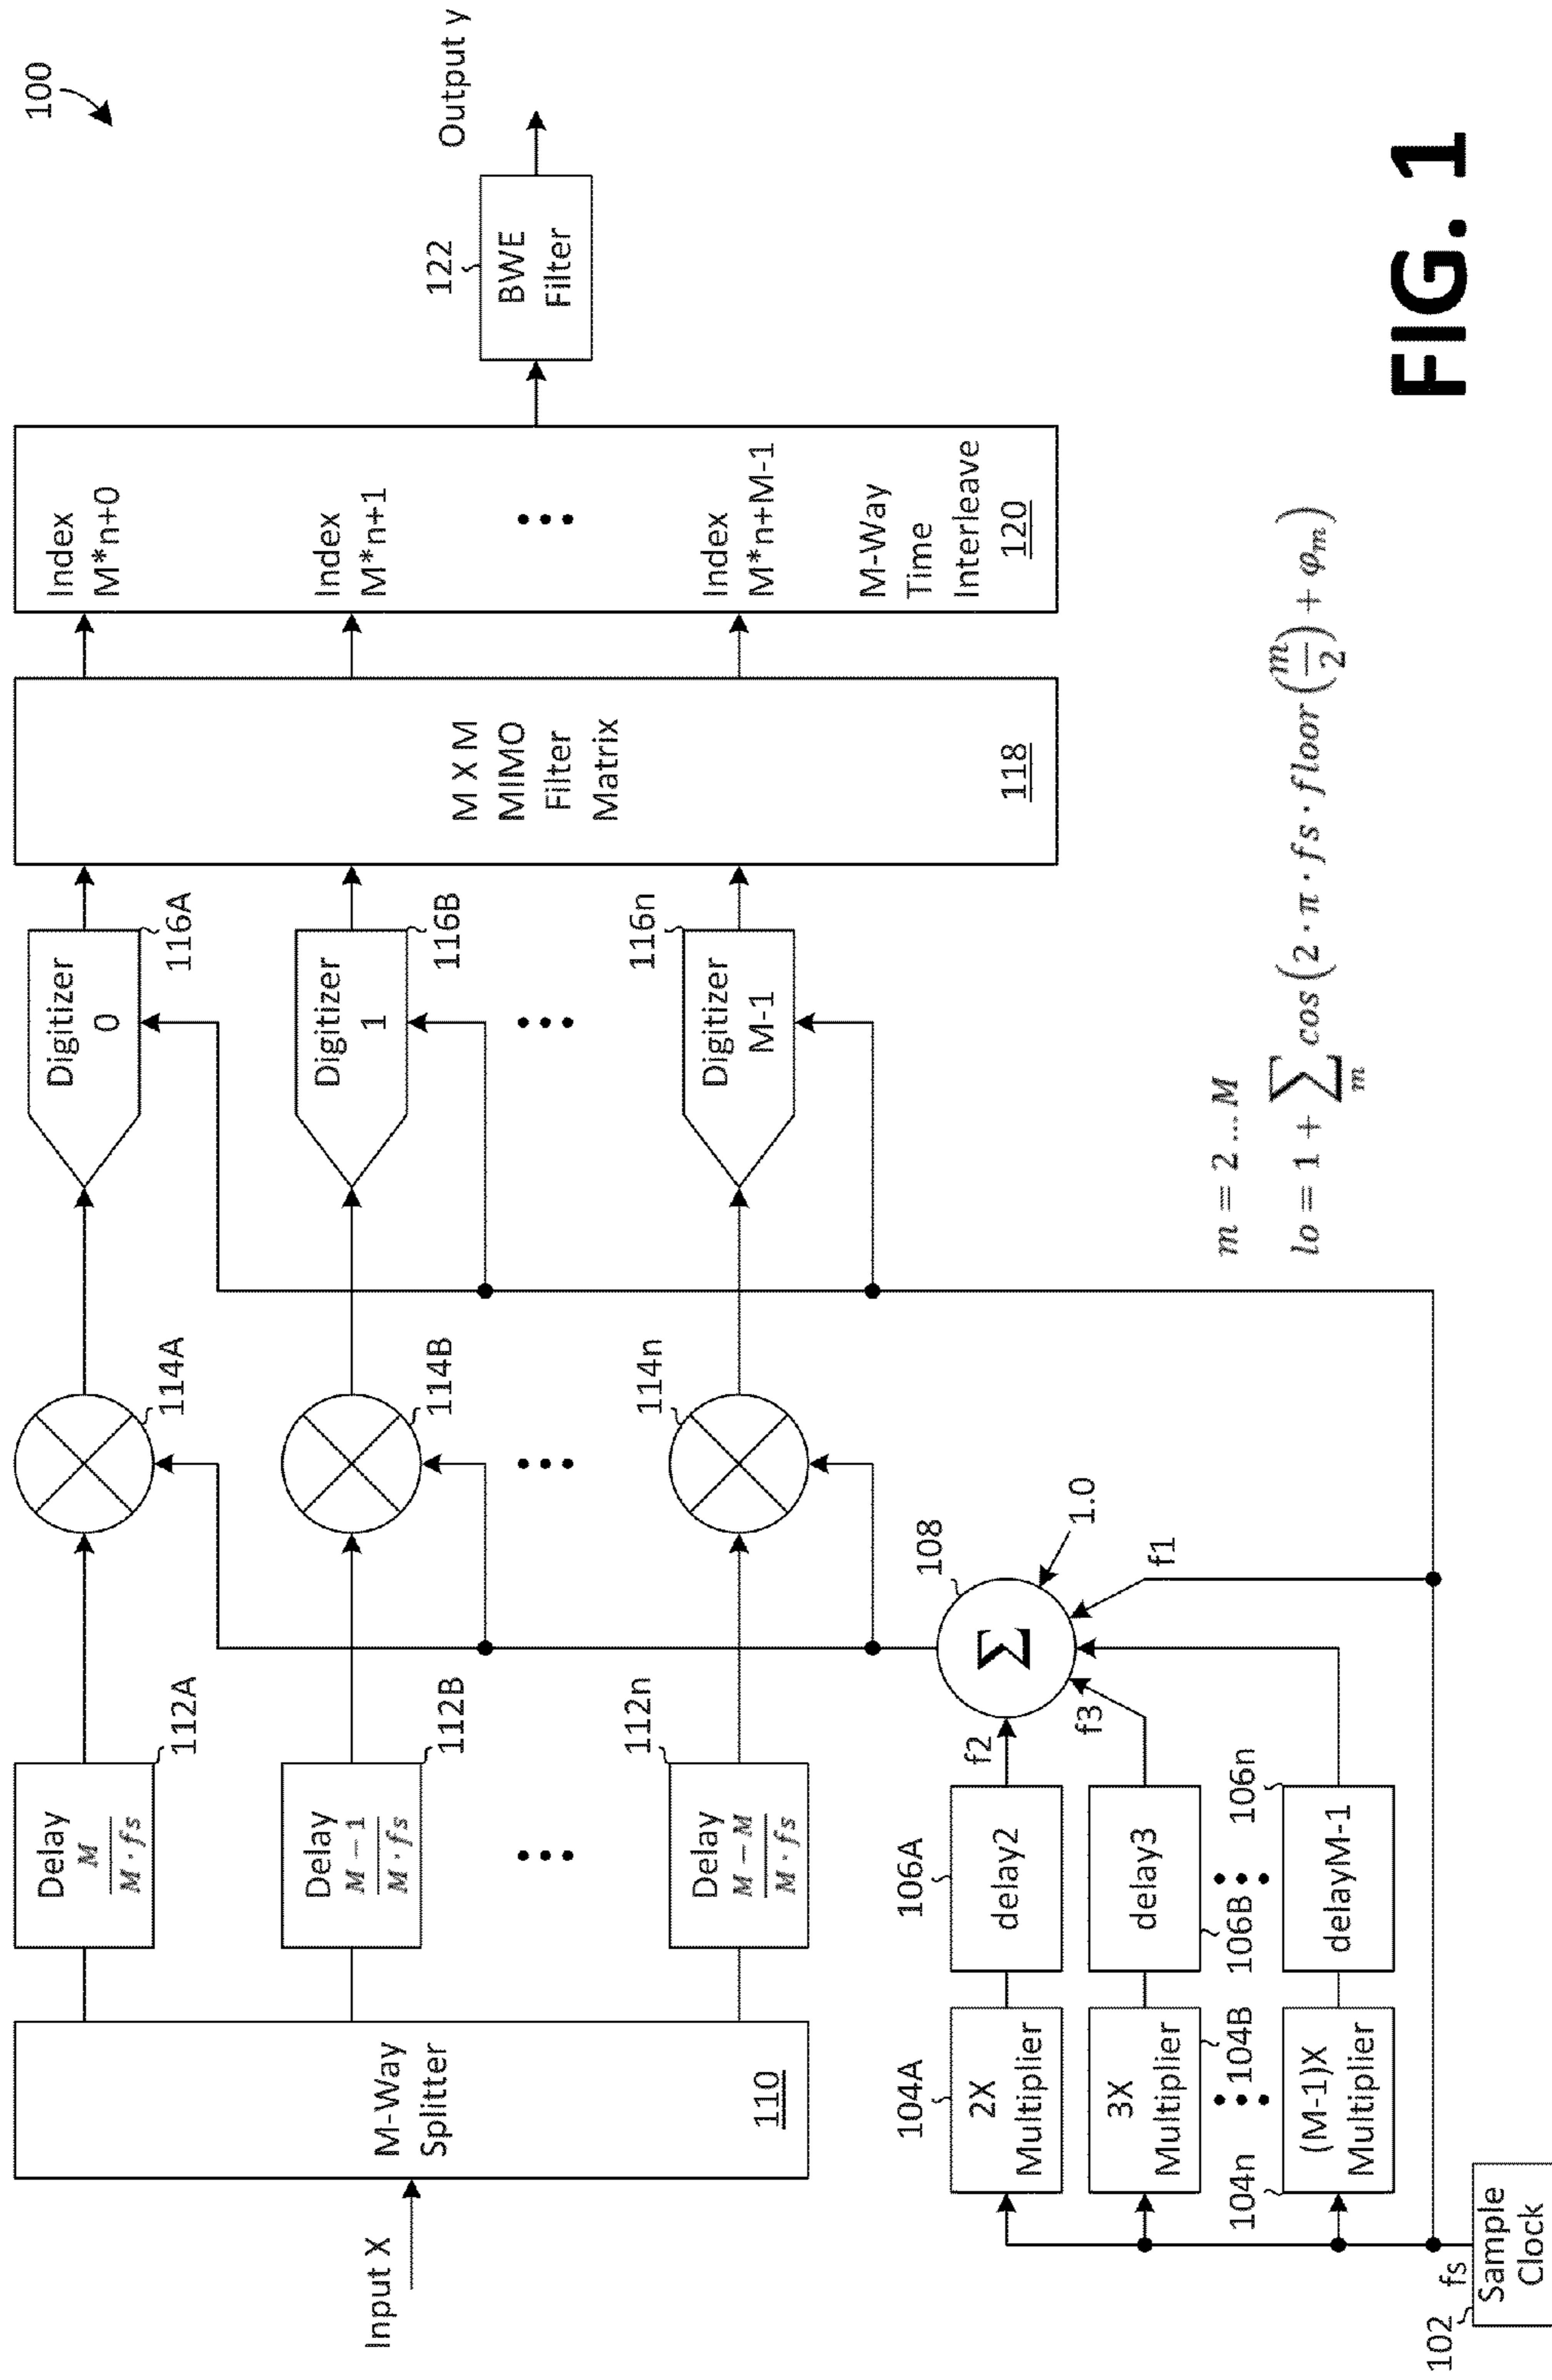 100
Input X
M-Way
Splitter
110
Delay
M
M · fs
112A
Delay
M − 1
M · fs
112B
Delay
M − M
M · fs
112n
114A
114B
114n
Digitizer
0
116A
Digitizer
1
116B
Digitizer
M-1
116n
M X M
MIMO
Filter
Matrix
118
Index
M*n+0
Index
M*n+1
Index
M*n+M-1
M-Way
Time
Interleave
120
122
BWE
Filter
Output y
102
fs
Sample
Clock
104A
2X
Multiplier
3X
Multiplier
104B
104n
(M-1)X
Multiplier
106A
delay2
delay3
106B
106n
delayM-1
f2
f3
108
Σ
1.0
f1
m = 2 ... M
lo = 1 + ∑m cos (2 · π · fs · floor (m/2) + φm)
FIG. 1